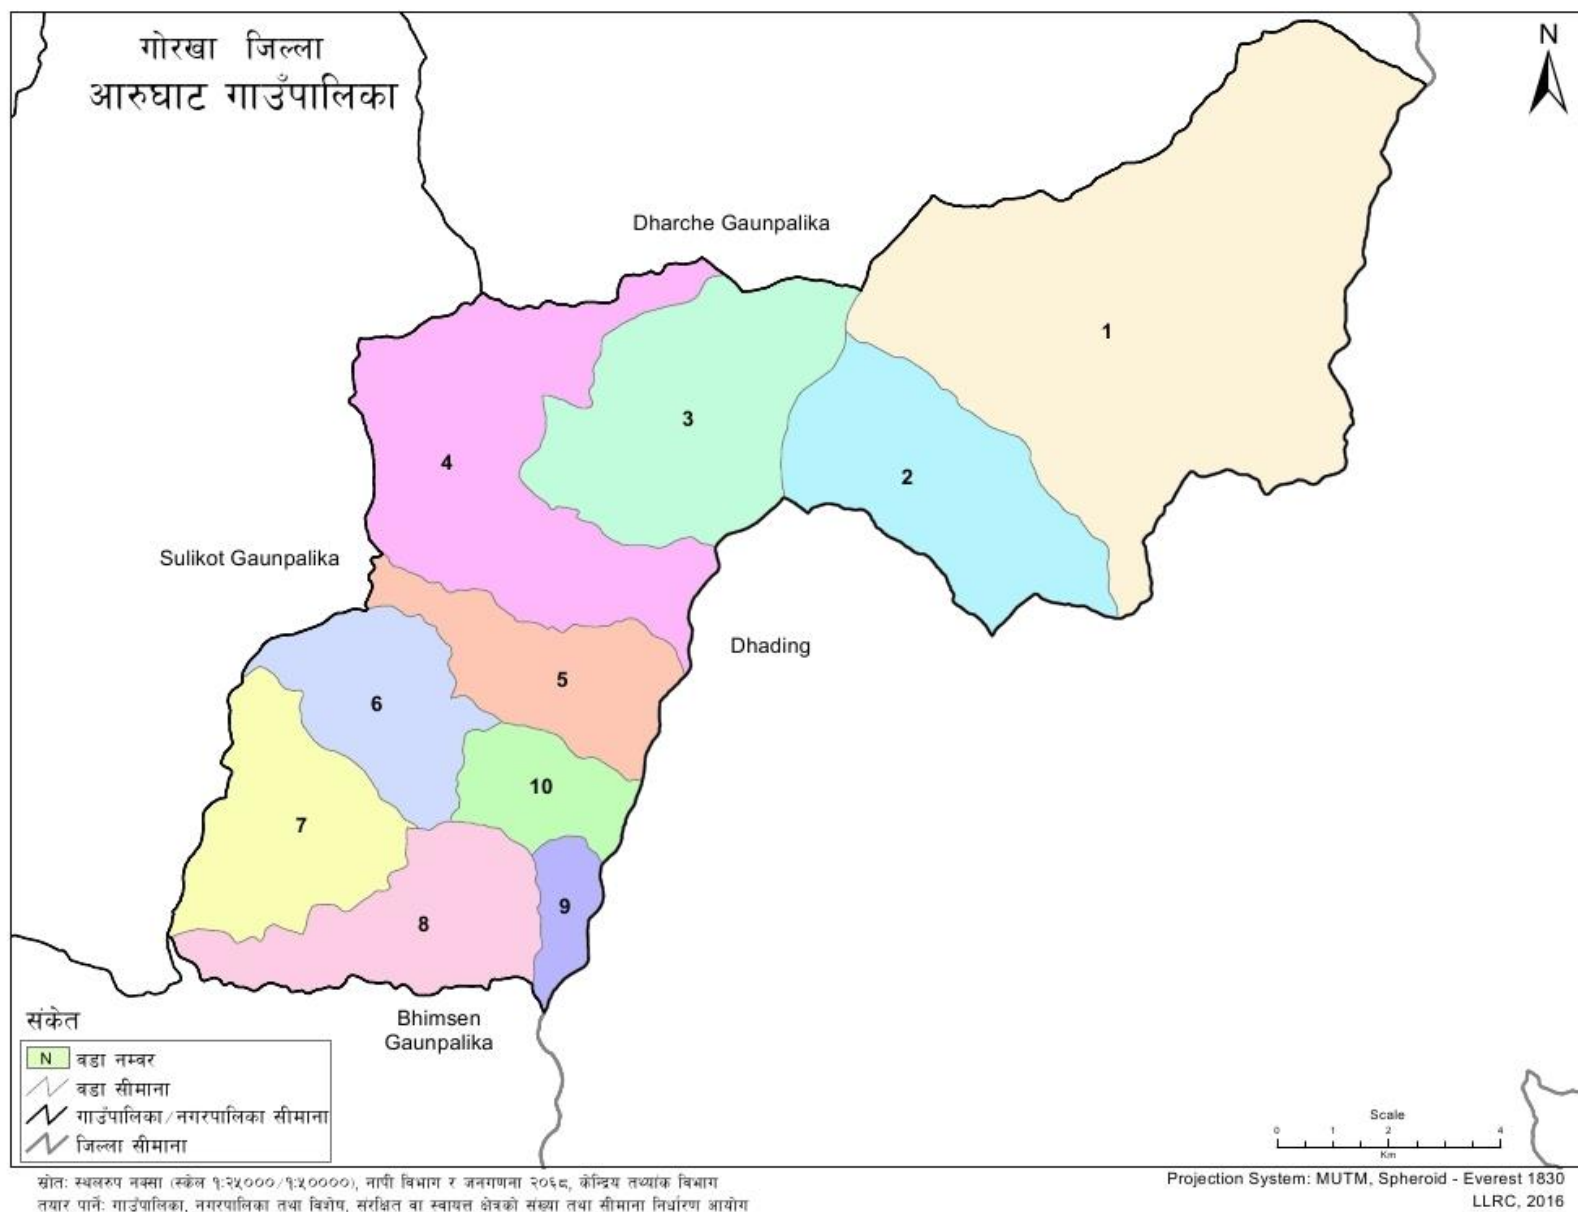 गोरखा जिल्ला
आरुघाट गाउँपालिका
N
Dharche Gaunpalika
1
3
4
2
Sulikot Gaunpalika
Dhading
5
6
10
7
9
8
Bhimsen
Gaunpalika
संकेत
N वडा नम्वर
वडा सीमाना
गाउँपालिका/नगरपालिका सीमाना
जिल्ला सीमाना
Scale
0 1 2 4
Km
स्रोत: स्थलरुप नक्सा (स्केल १:२५०००/१:५००००), नापी विभाग र जनगणना २०६८, केन्द्रिय तथ्यांक विभाग
तयार पार्ने: गाउँपालिका, नगरपालिका तथा विशेष, संरक्षित वा स्वायत्त क्षेत्रको संख्या तथा सीमाना निर्धारण आयोग
Projection System: MUTM, Spheroid - Everest 1830
LLRC, 2016